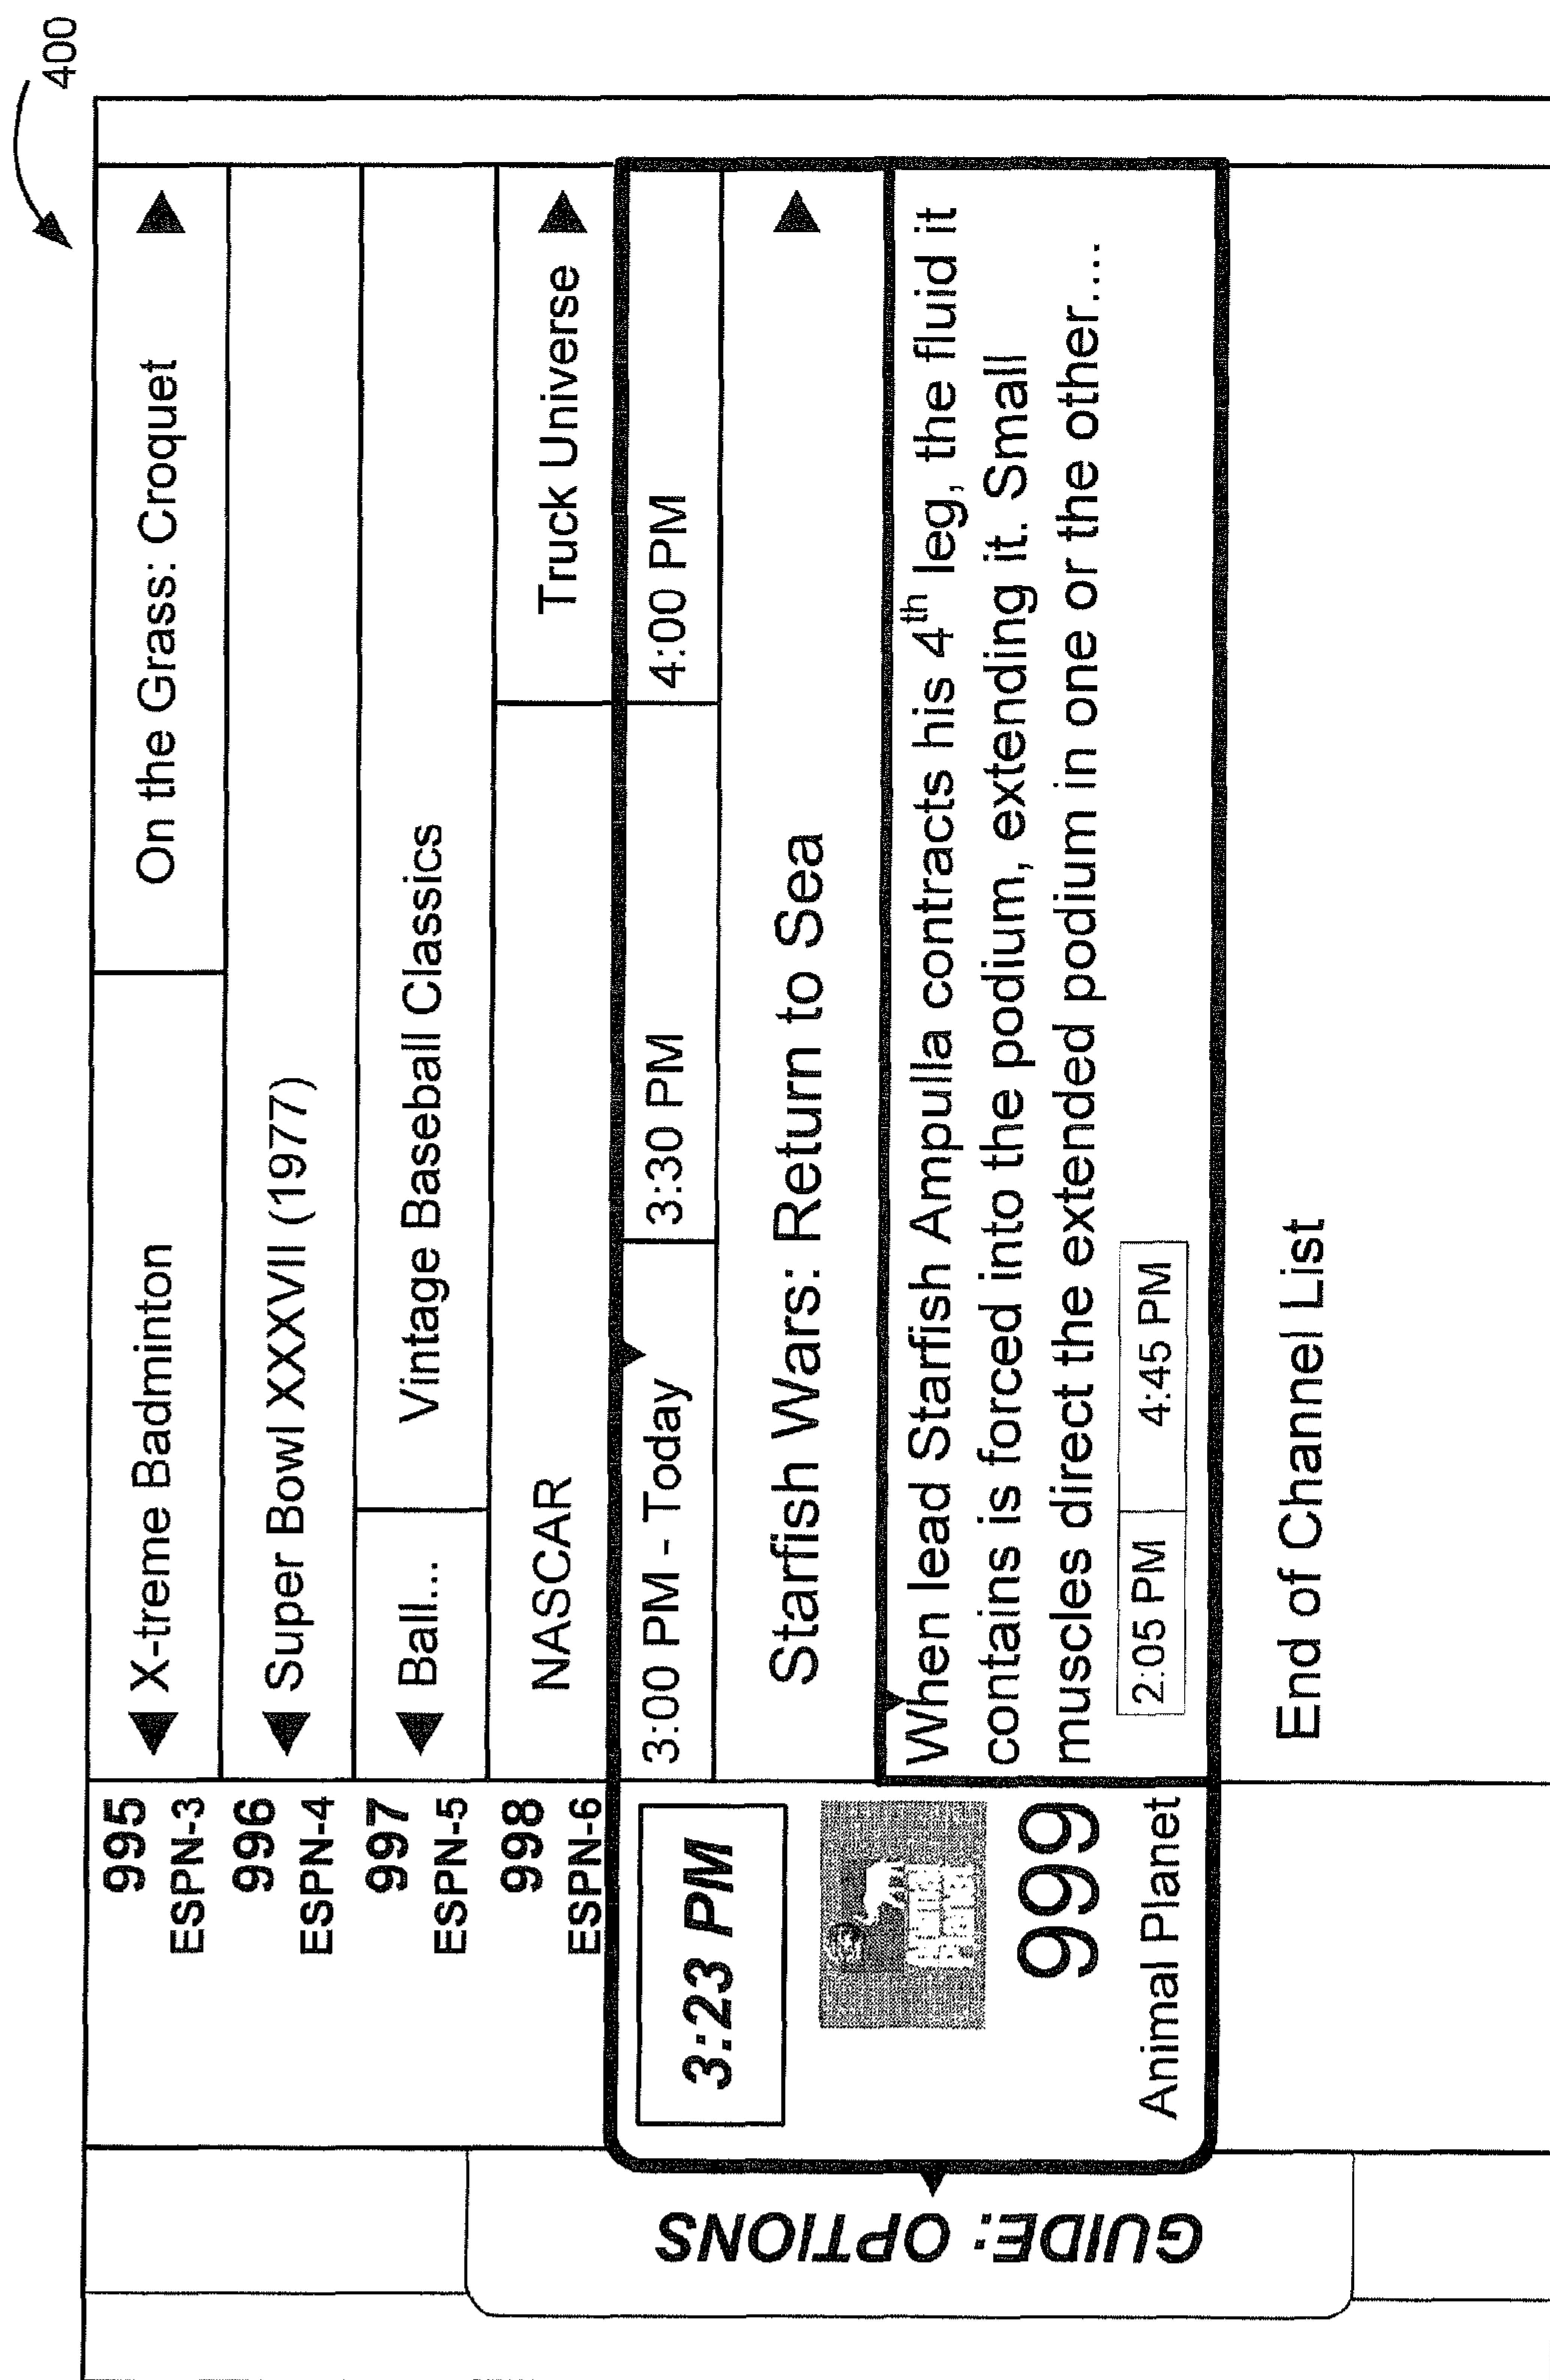 400
995
ESPN-3
X-treme Badminton
On the Grass: Croquet
996
ESPN-4
Super Bowl XXXVII (1977)
997
ESPN-5
Ball...
Vintage Baseball Classics
998
ESPN-6
NASCAR
Truck Universe
3:23 PM
3:00 PM - Today
3:30 PM
4:00 PM
Starfish Wars: Return to Sea
Animal
Planet
999
Animal Planet
When lead Starfish Ampulla contracts his 4th leg, the fluid it
contains is forced into the podium, extending it. Small
muscles direct the extended podium in one or the other....
2:05 PM
4:45 PM
GUIDE: OPTIONS
End of Channel List